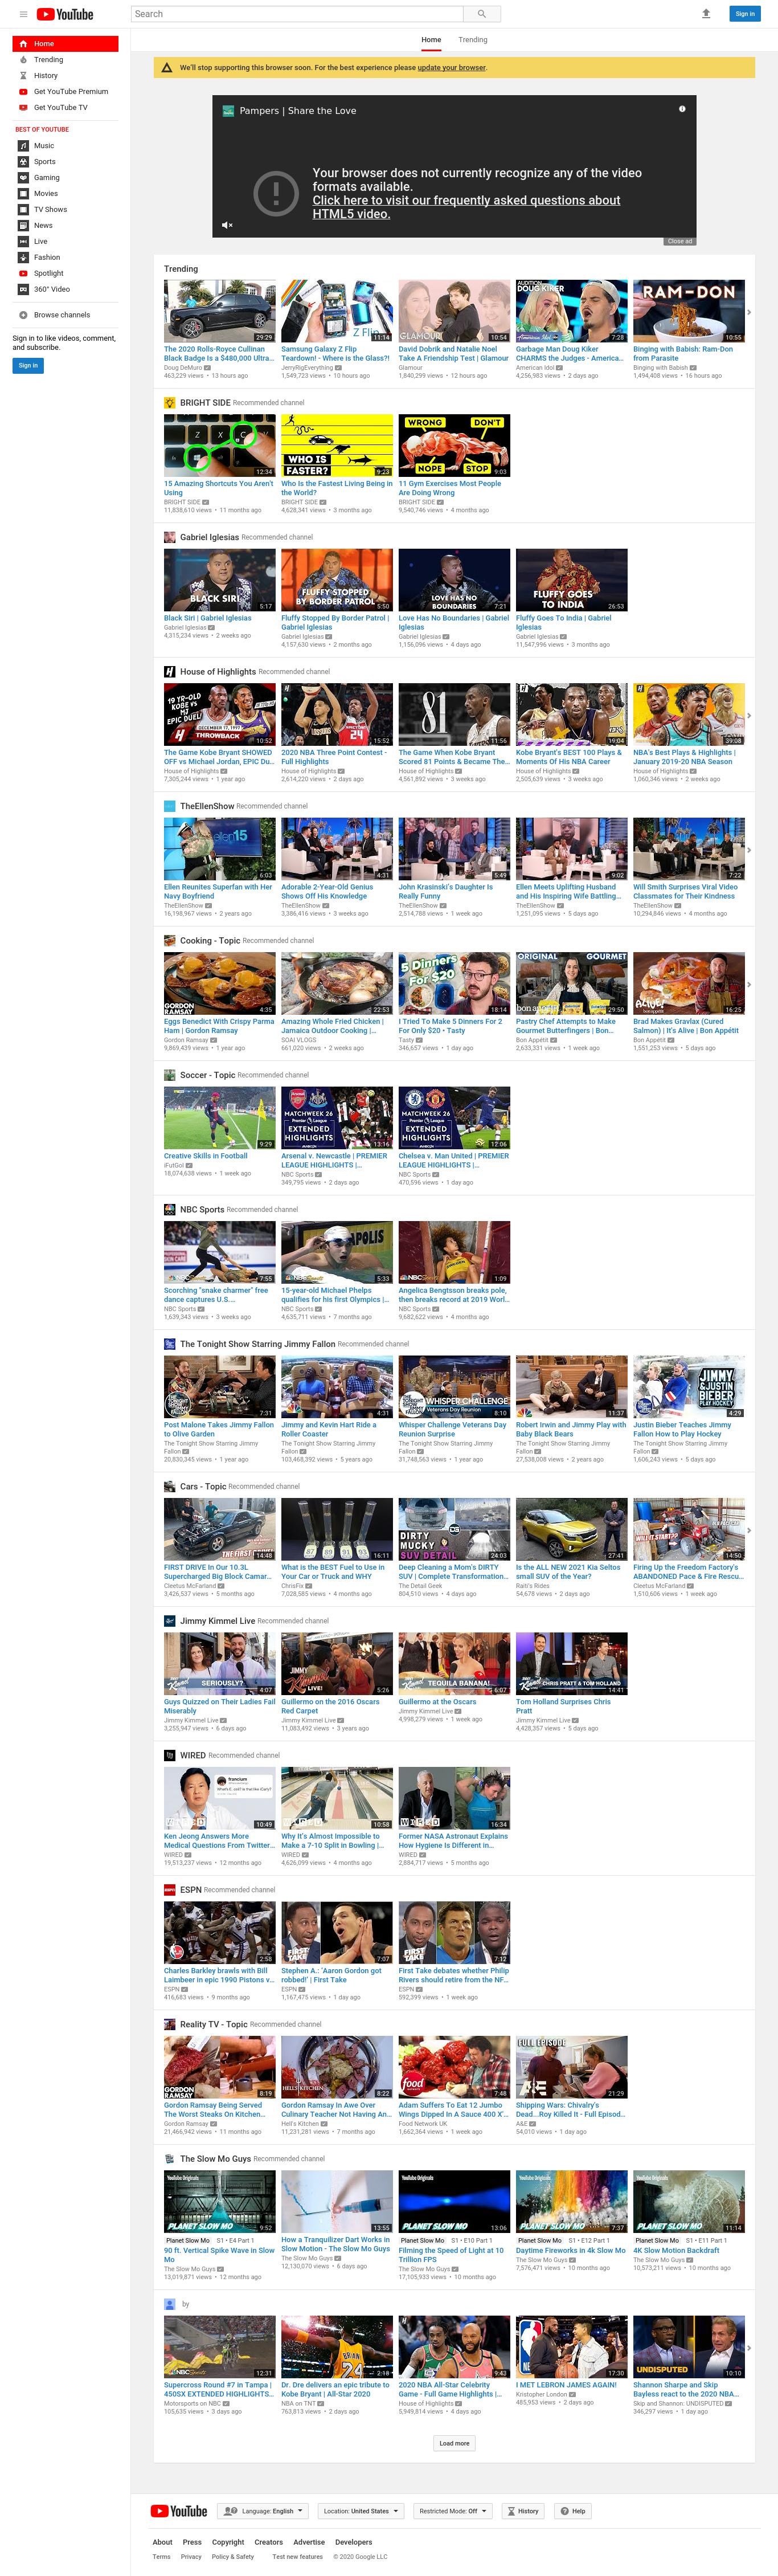 YouTube
Search
Sign in
Home
Trending
History
Get YouTube Premium
Get YouTube TV
BEST OF YOUTUBE
Music
Sports
Gaming
Movies
TV Shows
News
Live
Fashion
Spotlight
360° Video
Browse channels
Sign in to like videos, comment,
and subscribe.
Sign in
Home Trending
We'll stop supporting this browser soon. For the best experience please update your browser.
Pampers | Share the Love
Your browser does not currently recognize any of the video
formats available.
Click here to visit our frequently asked questions about
HTML5 video.
Close ad
Trending
GLAMOUR
AUDITION DOUG KIKER
RAM-DON
Z Flip
29:29 11:14 10:54 7:28 10:55
The 2020 Rolls-Royce Cullinan Black Badge Is a $480,000 Ultra...
Doug DeMuro
463,229 views • 13 hours ago
Samsung Galaxy Z Flip Teardown! - Where is the Glass?!
JerryRigEverything
1,549,723 views • 10 hours ago
David Dobrik and Natalie Noel Take A Friendship Test | Glamour
Glamour
1,840,299 views • 12 hours ago
Garbage Man Doug Kiker CHARMS the Judges - America...
American Idol
4,256,983 views • 2 days ago
Binging with Babish: Ram-Don from Parasite
Binging with Babish
1,494,408 views • 16 hours ago
BRIGHT SIDE Recommended channel
WHO IS FASTER?
WRONG DON'T NOPE STOP
12:34 9:23 9:03
15 Amazing Shortcuts You Aren't Using
BRIGHT SIDE
11,838,610 views • 11 months ago
Who Is the Fastest Living Being in the World?
BRIGHT SIDE
4,628,341 views • 3 months ago
11 Gym Exercises Most People Are Doing Wrong
BRIGHT SIDE
9,540,746 views • 4 months ago
Gabriel Iglesias Recommended channel
BLACK SIRI
FLUFFY STOPPED BY BORDER PATROL
LOVE HAS NO BOUNDARIES
FLUFFY GOES TO INDIA
5:17 5:50 7:21 26:53
Black Siri | Gabriel Iglesias
Gabriel Iglesias
4,315,234 views • 2 weeks ago
Fluffy Stopped By Border Patrol | Gabriel Iglesias
Gabriel Iglesias
4,157,630 views • 2 months ago
Love Has No Boundaries | Gabriel Iglesias
Gabriel Iglesias
1,156,096 views • 4 days ago
Fluffy Goes To India | Gabriel Iglesias
Gabriel Iglesias
11,547,996 views • 3 months ago
House of Highlights Recommended channel
19 YR-OLD KOBE VS MJ EPIC DUEL!
DECEMBER 17, 1997
THROWBACK
81
10:52 15:52 11:56 19:04 39:08
The Game Kobe Bryant SHOWED OFF vs Michael Jordan, EPIC Du...
House of Highlights
7,305,244 views • 1 year ago
2020 NBA Three Point Contest - Full Highlights
House of Highlights
2,614,220 views • 2 days ago
The Game When Kobe Bryant Scored 81 Points & Became The...
House of Highlights
4,561,892 views • 3 weeks ago
Kobe Bryant's BEST 100 Plays & Moments Of His NBA Career
House of Highlights
2,505,639 views • 3 weeks ago
NBA's Best Plays & Highlights | January 2019-20 NBA Season
House of Highlights
1,060,346 views • 2 weeks ago
TheEllenShow Recommended channel
ellen15
6:03 4:31 5:49 9:02 7:22
Ellen Reunites Superfan with Her Navy Boyfriend
TheEllenShow
16,198,967 views • 2 years ago
Adorable 2-Year-Old Genius Shows Off His Knowledge
TheEllenShow
3,386,416 views • 3 weeks ago
John Krasinski's Daughter Is Really Funny
TheEllenShow
2,514,788 views • 1 week ago
Ellen Meets Uplifting Husband and His Inspiring Wife Battling...
TheEllenShow
1,251,095 views • 5 days ago
Will Smith Surprises Viral Video Classmates for Their Kindness
TheEllenShow
10,294,846 views • 4 months ago
Cooking - Topic Recommended channel
GORDON RAMSAY
5 Dinners For $20
ORIGINAL GOURMET
bon appétit
ALIVE!
4:35 22:53 18:14 29:50 16:25
Eggs Benedict With Crispy Parma Ham | Gordon Ramsay
Gordon Ramsay
9,869,439 views • 1 year ago
Amazing Whole Fried Chicken | Jamaica Outdoor Cooking |...
SOAI VLOGS
661,020 views • 2 weeks ago
I Tried To Make 5 Dinners For 2 For Only $20 • Tasty
Tasty
346,657 views • 1 day ago
Pastry Chef Attempts to Make Gourmet Butterfingers | Bon...
Bon Appétit
2,633,331 views • 1 week ago
Brad Makes Gravlax (Cured Salmon) | It's Alive | Bon Appétit
Bon Appétit
1,551,253 views • 5 days ago
Soccer - Topic Recommended channel
MATCHWEEK 26 Premier League EXTENDED HIGHLIGHTS
MATCHWEEK 26 Premier League EXTENDED HIGHLIGHTS
9:29 13:16 12:06
Creative Skills in Football
iFutGol
18,074,638 views • 1 week ago
Arsenal v. Newcastle | PREMIER LEAGUE HIGHLIGHTS |...
NBC Sports
349,795 views • 2 days ago
Chelsea v. Man United | PREMIER LEAGUE HIGHLIGHTS |...
NBC Sports
470,596 views • 1 day ago
NBC Sports Recommended channel
7:55 5:33 1:09
Scorching "snake charmer" free dance captures U.S....
NBC Sports
1,639,343 views • 3 weeks ago
15-year-old Michael Phelps qualifies for his first Olympics |...
NBC Sports
4,635,711 views • 7 months ago
Angelica Bengtsson breaks pole, then breaks record at 2019 Worl...
NBC Sports
9,682,622 views • 4 months ago
The Tonight Show Starring Jimmy Fallon Recommended channel
WHISPER CHALLENGE
Veterans Day Reunion
JIMMY & JUSTIN BIEBER PLAY HOCKEY
7:31 4:31 8:10 11:37 4:29
Post Malone Takes Jimmy Fallon to Olive Garden
The Tonight Show Starring Jimmy Fallon
20,830,345 views • 1 year ago
Jimmy and Kevin Hart Ride a Roller Coaster
The Tonight Show Starring Jimmy Fallon
103,468,392 views • 5 years ago
Whisper Challenge Veterans Day Reunion Surprise
The Tonight Show Starring Jimmy Fallon
31,748,563 views • 1 year ago
Robert Irwin and Jimmy Play with Baby Black Bears
The Tonight Show Starring Jimmy Fallon
27,538,008 views • 2 years ago
Justin Bieber Teaches Jimmy Fallon How to Play Hockey
The Tonight Show Starring Jimmy Fallon
1,606,243 views • 5 days ago
Cars - Topic Recommended channel
87 89 91 93
DIRTY MUCKY SUV DETAIL
WILL IT START??
14:48 16:11 24:03 27:41 14:50
FIRST DRIVE In Our 10.3L Supercharged Big Block Camar...
Cleetus McFarland
3,426,537 views • 5 months ago
What is the BEST Fuel to Use in Your Car or Truck and WHY
ChrisFix
7,028,585 views • 4 months ago
Deep Cleaning a Mom's DIRTY SUV | Complete Transformation...
The Detail Geek
804,510 views • 4 days ago
Is the ALL NEW 2021 Kia Seltos small SUV of the Year?
Raiti's Rides
54,678 views • 2 days ago
Firing Up the Freedom Factory's ABANDONED Pace & Fire Rescu...
Cleetus McFarland
1,510,606 views • 1 week ago
Jimmy Kimmel Live Recommended channel
SERIOUSLY?
JIMMY Kimmel LIVE!
TEQUILA BANANA!
CHRIS PRATT & TOM HOLLAND
4:07 5:26 6:07 14:41
Guys Quizzed on Their Ladies Fail Miserably
Jimmy Kimmel Live
3,255,947 views • 6 days ago
Guillermo on the 2016 Oscars Red Carpet
Jimmy Kimmel Live
11,083,492 views • 3 years ago
Guillermo at the Oscars
Jimmy Kimmel Live
4,998,279 views • 1 week ago
Tom Holland Surprises Chris Pratt
Jimmy Kimmel Live
4,428,357 views • 5 days ago
WIRED Recommended channel
WIRED WIRED WIRED
10:49 10:58 16:34
Ken Jeong Answers More Medical Questions From Twitter...
WIRED
19,513,237 views • 12 months ago
Why It's Almost Impossible to Make a 7-10 Split in Bowling |...
WIRED
4,626,099 views • 4 months ago
Former NASA Astronaut Explains How Hygiene Is Different in...
WIRED
2,884,717 views • 5 months ago
ESPN Recommended channel
FIRST TAKE FIRST TAKE
2:58 7:07 7:12
Charles Barkley brawls with Bill Laimbeer in epic 1990 Pistons v...
ESPN
416,683 views • 9 months ago
Stephen A.: 'Aaron Gordon got robbed!' | First Take
ESPN
1,167,475 views • 1 day ago
First Take debates whether Philip Rivers should retire from the NF...
ESPN
592,399 views • 1 week ago
Reality TV - Topic Recommended channel
GORDON RAMSAY
HELL'S KITCHEN
food network
FULL EPISODE A&E
8:19 8:22 7:48 21:29
Gordon Ramsay Being Served The Worst Steaks On Kitchen...
Gordon Ramsay
21,466,942 views • 11 months ago
Gordon Ramsay In Awe Over Culinary Teacher Not Having An...
Hell's Kitchen
11,231,281 views • 7 months ago
Adam Suffers To Eat 12 Jumbo Wings Dipped In A Sauce 400 X'...
Food Network UK
1,662,364 views • 1 week ago
Shipping Wars: Chivalry's Dead...Roy Killed It - Full Episod...
A&E
54,010 views • 1 day ago
The Slow Mo Guys Recommended channel
YouTube Originals
PLANET SLOW MO
9:52 13:55 13:06 7:37 11:14
Planet Slow Mo S1 • E4 Part 1
90 ft. Vertical Spike Wave in Slow Mo
The Slow Mo Guys
13,019,871 views • 12 months ago
How a Tranquilizer Dart Works in Slow Motion - The Slow Mo Guys
The Slow Mo Guys
12,130,070 views • 6 days ago
Planet Slow Mo S1 • E10 Part 1
Filming the Speed of Light at 10 Trillion FPS
The Slow Mo Guys
17,105,933 views • 10 months ago
Planet Slow Mo S1 • E12 Part 1
Daytime Fireworks in 4k Slow Mo
The Slow Mo Guys
7,576,471 views • 10 months ago
Planet Slow Mo S1 • E11 Part 1
4K Slow Motion Backdraft
The Slow Mo Guys
10,573,211 views • 10 months ago
by
UNDISPUTED
12:31 2:18 9:43 17:30 10:10
Supercross Round #7 in Tampa | 450SX EXTENDED HIGHLIGHTS...
Motorsports on NBC
105,635 views • 3 days ago
Dr. Dre delivers an epic tribute to Kobe Bryant | All-Star 2020
NBA on TNT
763,813 views • 2 days ago
2020 NBA All-Star Celebrity Game - Full Game Highlights |...
House of Highlights
5,949,814 views • 4 days ago
I MET LEBRON JAMES AGAIN!
Kristopher London
485,953 views • 2 days ago
Shannon Sharpe and Skip Bayless react to the 2020 NBA...
Skip and Shannon: UNDISPUTED
346,297 views • 1 day ago
Load more
YouTube Language: English Location: United States Restricted Mode: Off History Help
About Press Copyright Creators Advertise Developers
Terms Privacy Policy & Safety Test new features © 2020 Google LLC